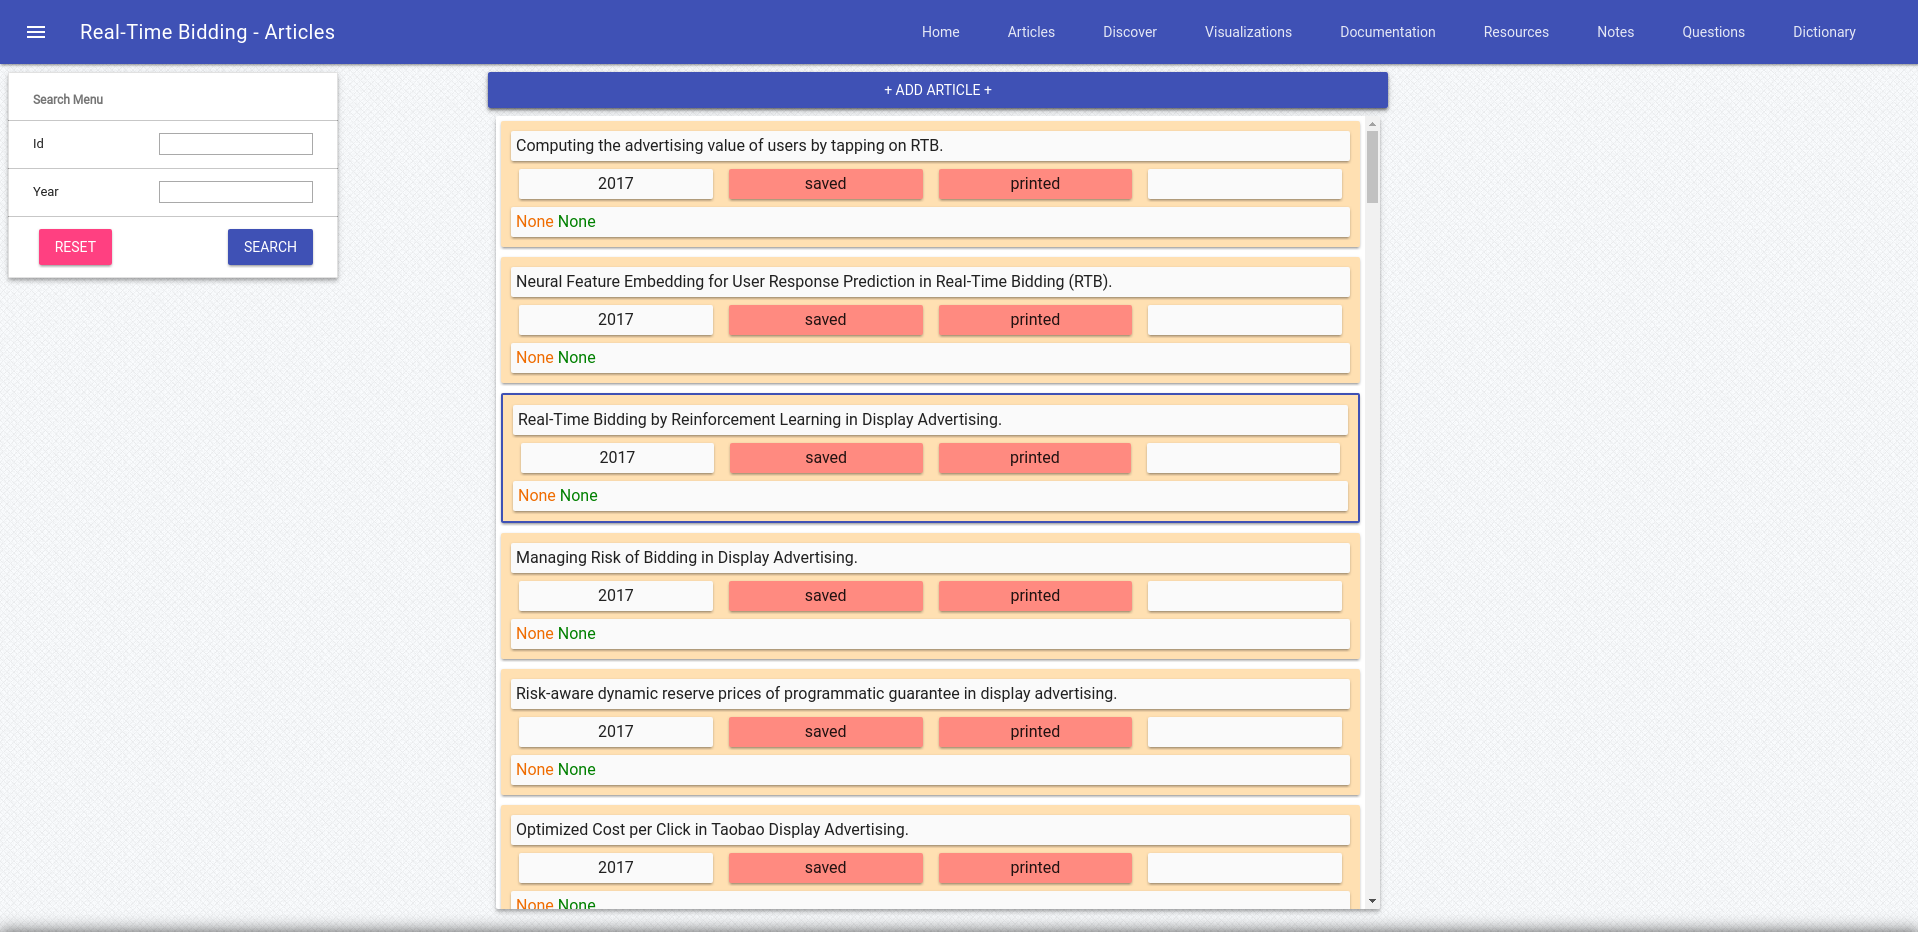 Real-Time Bidding - Articles
Home Articles Discover Visualizations Documentation Resources Notes Questions Dictionary
Search Menu
Id
Year
RESET SEARCH
+ ADD ARTICLE +
Computing the advertising value of users by tapping on RTB.
2017 saved printed
None None
Neural Feature Embedding for User Response Prediction in Real-Time Bidding (RTB).
2017 saved printed
None None
Real-Time Bidding by Reinforcement Learning in Display Advertising.
2017 saved printed
None None
Managing Risk of Bidding in Display Advertising.
2017 saved printed
None None
Risk-aware dynamic reserve prices of programmatic guarantee in display advertising.
2017 saved printed
None None
Optimized Cost per Click in Taobao Display Advertising.
2017 saved printed
None None